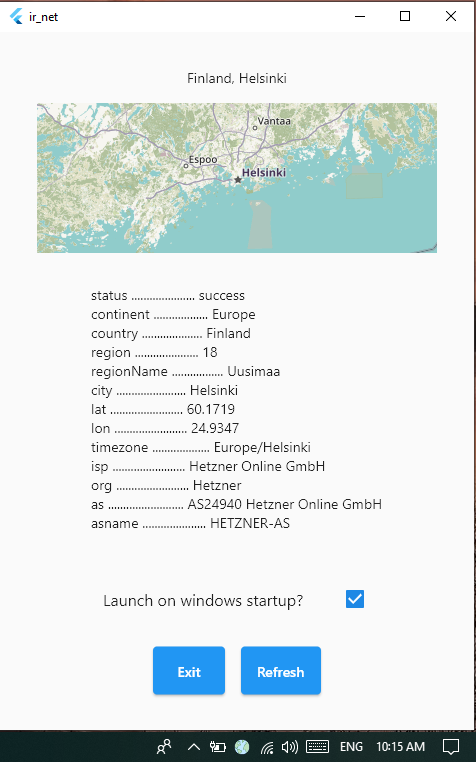 ir_net
Finland, Helsinki
Vantaa
Espoo
Helsinki
status ..................... success
continent .................. Europe
country .................... Finland
region ..................... 18
regionName ................. Uusimaa
city ....................... Helsinki
lat ........................ 60.1719
lon ........................ 24.9347
timezone ................... Europe/Helsinki
isp ........................ Hetzner Online GmbH
org ........................ Hetzner
as ......................... AS24940 Hetzner Online GmbH
asname ..................... HETZNER-AS
Launch on windows startup?
Exit Refresh
ENG 10:15 AM